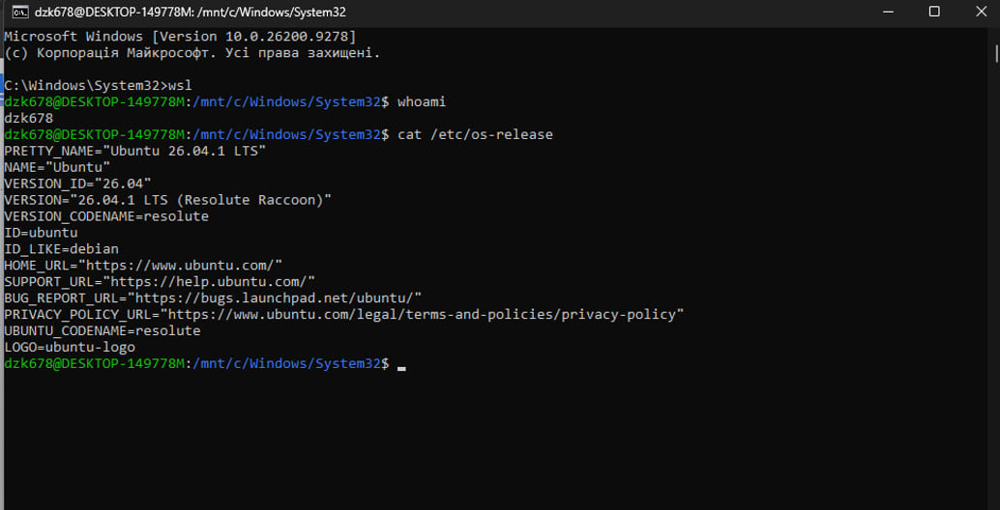 dzk678@DESKTOP-149778M: /mnt/c/Windows/System32
Microsoft Windows [Version 10.0.26200.9278]
(c) Корпорація Майкрософт. Усі права захищені.
C:\Windows\System32>wsl
dzk678@DESKTOP-149778M:/mnt/c/Windows/System32$ whoami
dzk678
dzk678@DESKTOP-149778M:/mnt/c/Windows/System32$ cat /etc/os-release
PRETTY_NAME="Ubuntu 26.04.1 LTS"
NAME="Ubuntu"
VERSION_ID="26.04"
VERSION="26.04.1 LTS (Resolute Raccoon)"
VERSION_CODENAME=resolute
ID=ubuntu
ID_LIKE=debian
HOME_URL="https://www.ubuntu.com/"
SUPPORT_URL="https://help.ubuntu.com/"
BUG_REPORT_URL="https://bugs.launchpad.net/ubuntu/"
PRIVACY_POLICY_URL="https://www.ubuntu.com/legal/terms-and-policies/privacy-policy"
UBUNTU_CODENAME=resolute
LOGO=ubuntu-logo
dzk678@DESKTOP-149778M:/mnt/c/Windows/System32$